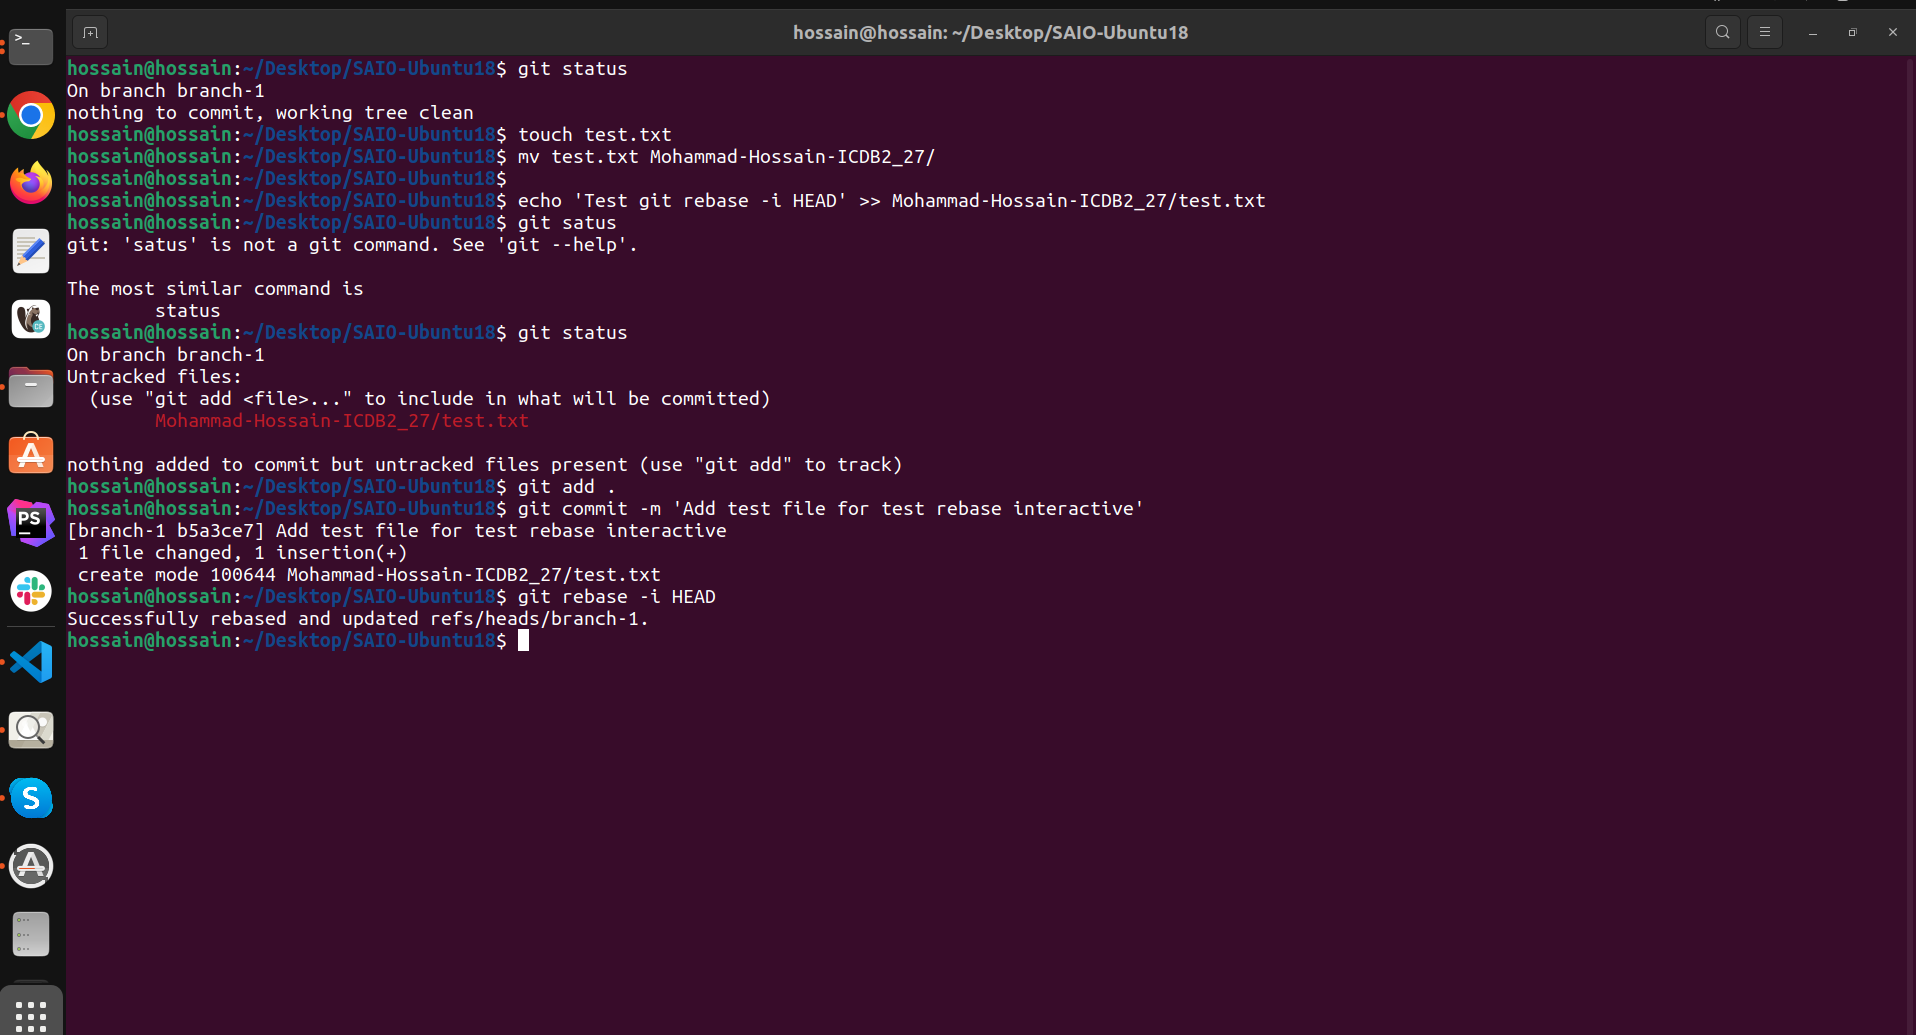 hossain@hossain: ~/Desktop/SAIO-Ubuntu18
hossain@hossain:~/Desktop/SAIO-Ubuntu18$ git status
On branch branch-1
nothing to commit, working tree clean
hossain@hossain:~/Desktop/SAIO-Ubuntu18$ touch test.txt
hossain@hossain:~/Desktop/SAIO-Ubuntu18$ mv test.txt Mohammad-Hossain-ICDB2_27/
hossain@hossain:~/Desktop/SAIO-Ubuntu18$
hossain@hossain:~/Desktop/SAIO-Ubuntu18$ echo 'Test git rebase -i HEAD' >> Mohammad-Hossain-ICDB2_27/test.txt
hossain@hossain:~/Desktop/SAIO-Ubuntu18$ git satus
git: 'satus' is not a git command. See 'git --help'.

The most similar command is
        status
hossain@hossain:~/Desktop/SAIO-Ubuntu18$ git status
On branch branch-1
Untracked files:
  (use "git add <file>..." to include in what will be committed)
        Mohammad-Hossain-ICDB2_27/test.txt

nothing added to commit but untracked files present (use "git add" to track)
hossain@hossain:~/Desktop/SAIO-Ubuntu18$ git add .
hossain@hossain:~/Desktop/SAIO-Ubuntu18$ git commit -m 'Add test file for test rebase interactive'
[branch-1 b5a3ce7] Add test file for test rebase interactive
 1 file changed, 1 insertion(+)
 create mode 100644 Mohammad-Hossain-ICDB2_27/test.txt
hossain@hossain:~/Desktop/SAIO-Ubuntu18$ git rebase -i HEAD
Successfully rebased and updated refs/heads/branch-1.
hossain@hossain:~/Desktop/SAIO-Ubuntu18$
>_
CE
PS
S